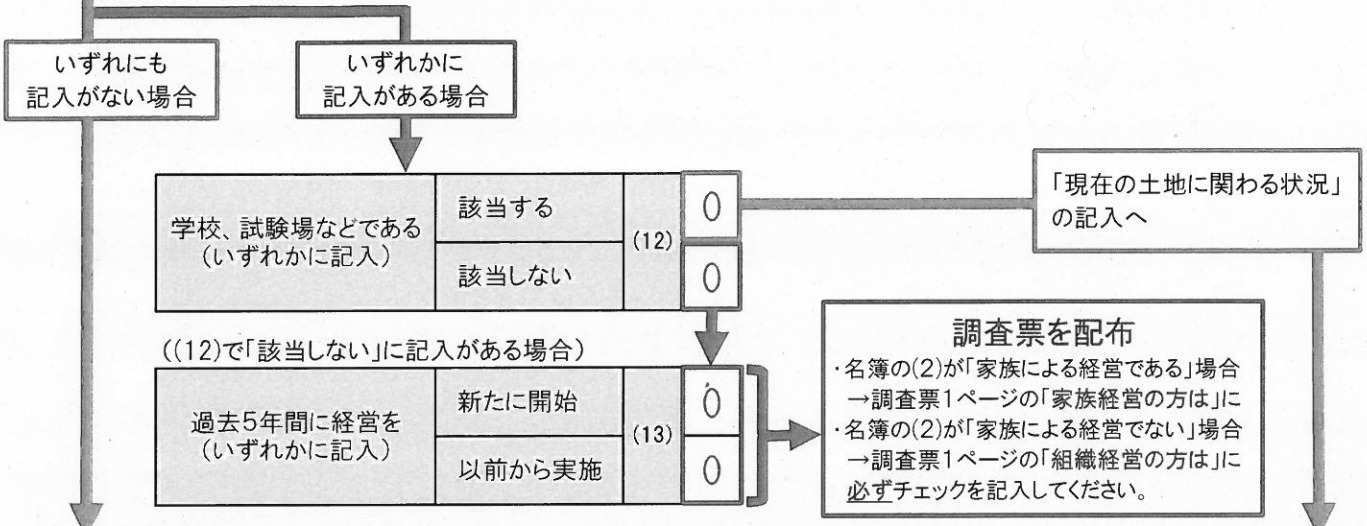 いずれにも
記入がない場合
いずれかに
記入がある場合
学校、試験場などである
(いずれかに記入)
該当する
該当しない
(12)
0
0
「現在の土地に関わる状況」
の記入へ
((12)で「該当しない」に記入がある場合)
過去5年間に経営を
(いずれかに記入)
新たに開始
以前から実施
(13)
0
0
調査票を配布
・名簿の(2)が「家族による経営である」場合
→調査票1ページの「家族経営の方は」に
・名簿の(2)が「家族による経営でない」場合
→調査票1ページの「組織経営の方は」に
必ずチェックを記入してください。